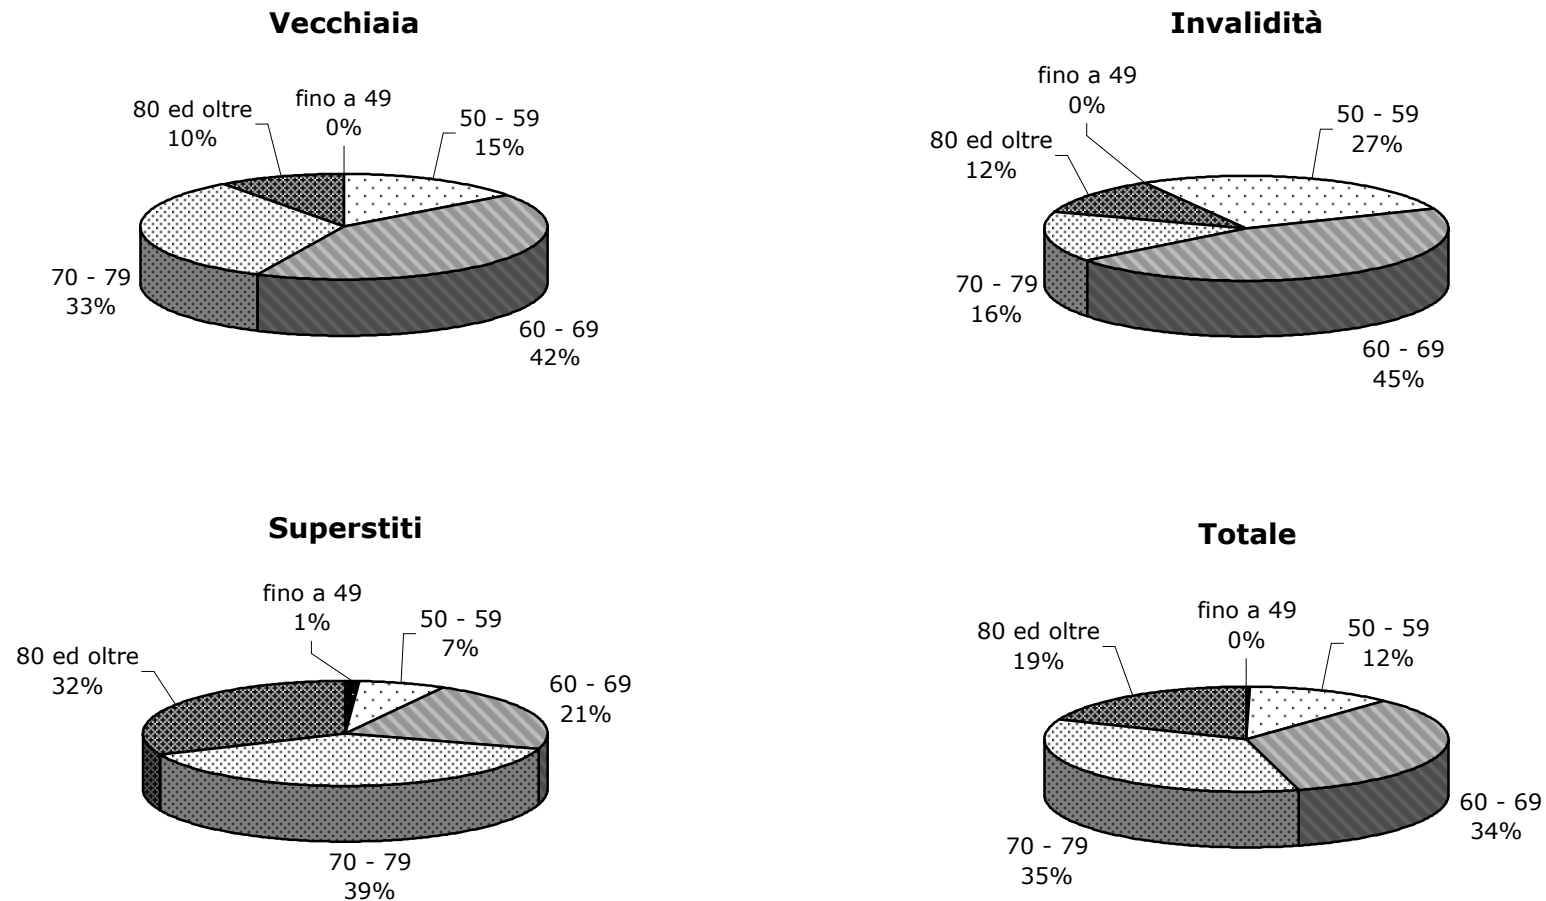 Vecchiaia
fino a 49
0%
50 - 59
15%
60 - 69
42%
70 - 79
33%
80 ed oltre
10%
Invalidità
fino a 49
0%
50 - 59
27%
60 - 69
45%
70 - 79
16%
80 ed oltre
12%
Superstiti
fino a 49
1%
50 - 59
7%
60 - 69
21%
70 - 79
39%
80 ed oltre
32%
Totale
fino a 49
0%
50 - 59
12%
60 - 69
34%
70 - 79
35%
80 ed oltre
19%